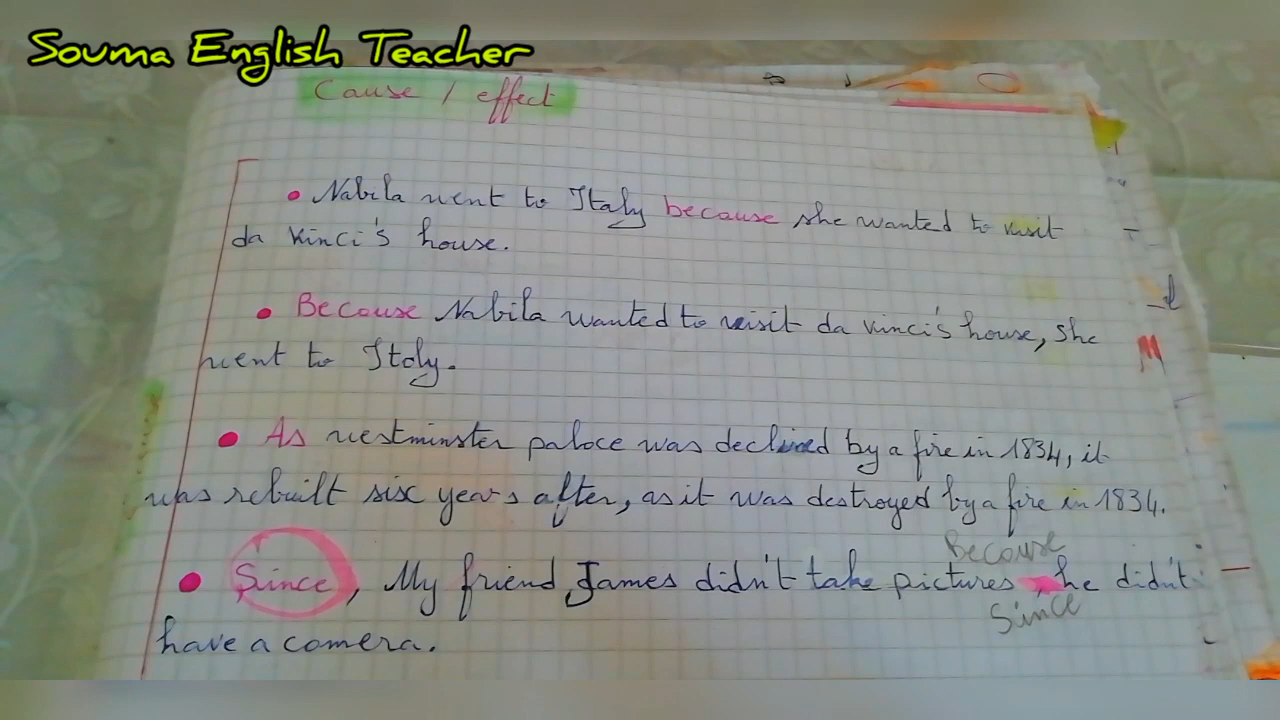 Souma English Teacher
Cause / effect
• Nabila went to Italy because she wanted to visit
da Vinci's house.
• Because Nabila wanted to visit da Vinci's house, she
went to Italy.
• As westminster palace was declined by a fire in 1834, it
was rebuilt six years after, as it was destroyed by a fire in 1834.
Because
• Since, My friend James didn't take pictures, he didn't
Since
have a camera.